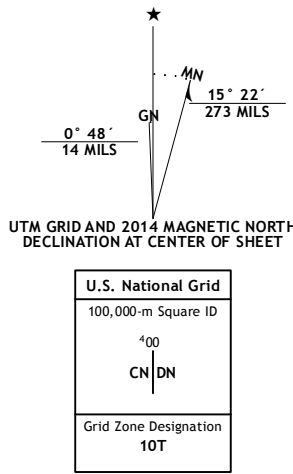 ★
MN
GN
15° 22´
273 MILS
0° 48´
14 MILS
UTM GRID AND 2014 MAGNETIC NORTH
DECLINATION AT CENTER OF SHEET
U.S. National Grid
100,000-m Square ID
⁴00
CN DN
Grid Zone Designation
10T